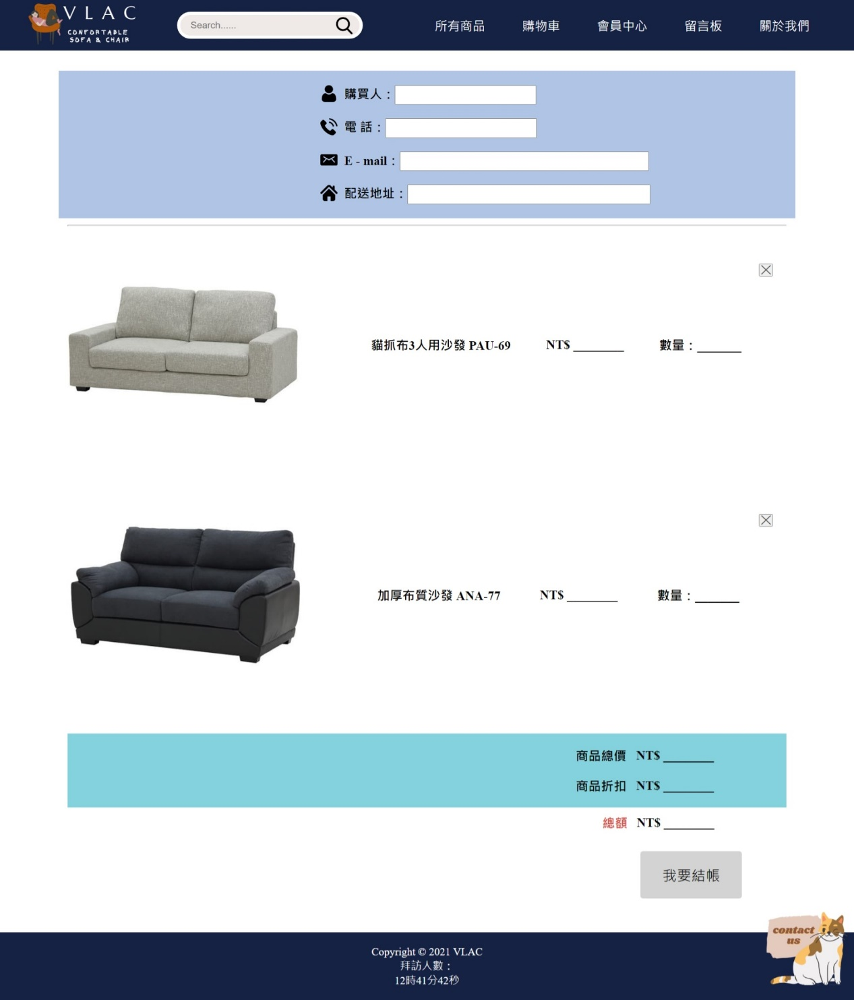 VLAC
CONFORTABLE
SOFA & CHAIR
Search......
所有商品 購物車 會員中心 留言板 關於我們
購買人：
電 話：
E - mail：
配送地址：
貓抓布3人用沙發 PAU-69 NT$ ________ 數量：_______
加厚布質沙發 ANA-77 NT$ ________ 數量：_______
商品總價 NT$ ________
商品折扣 NT$ ________
總額 NT$ ________
我要結帳
contact
us
Copyright © 2021 VLAC
拜訪人數：
12時41分42秒